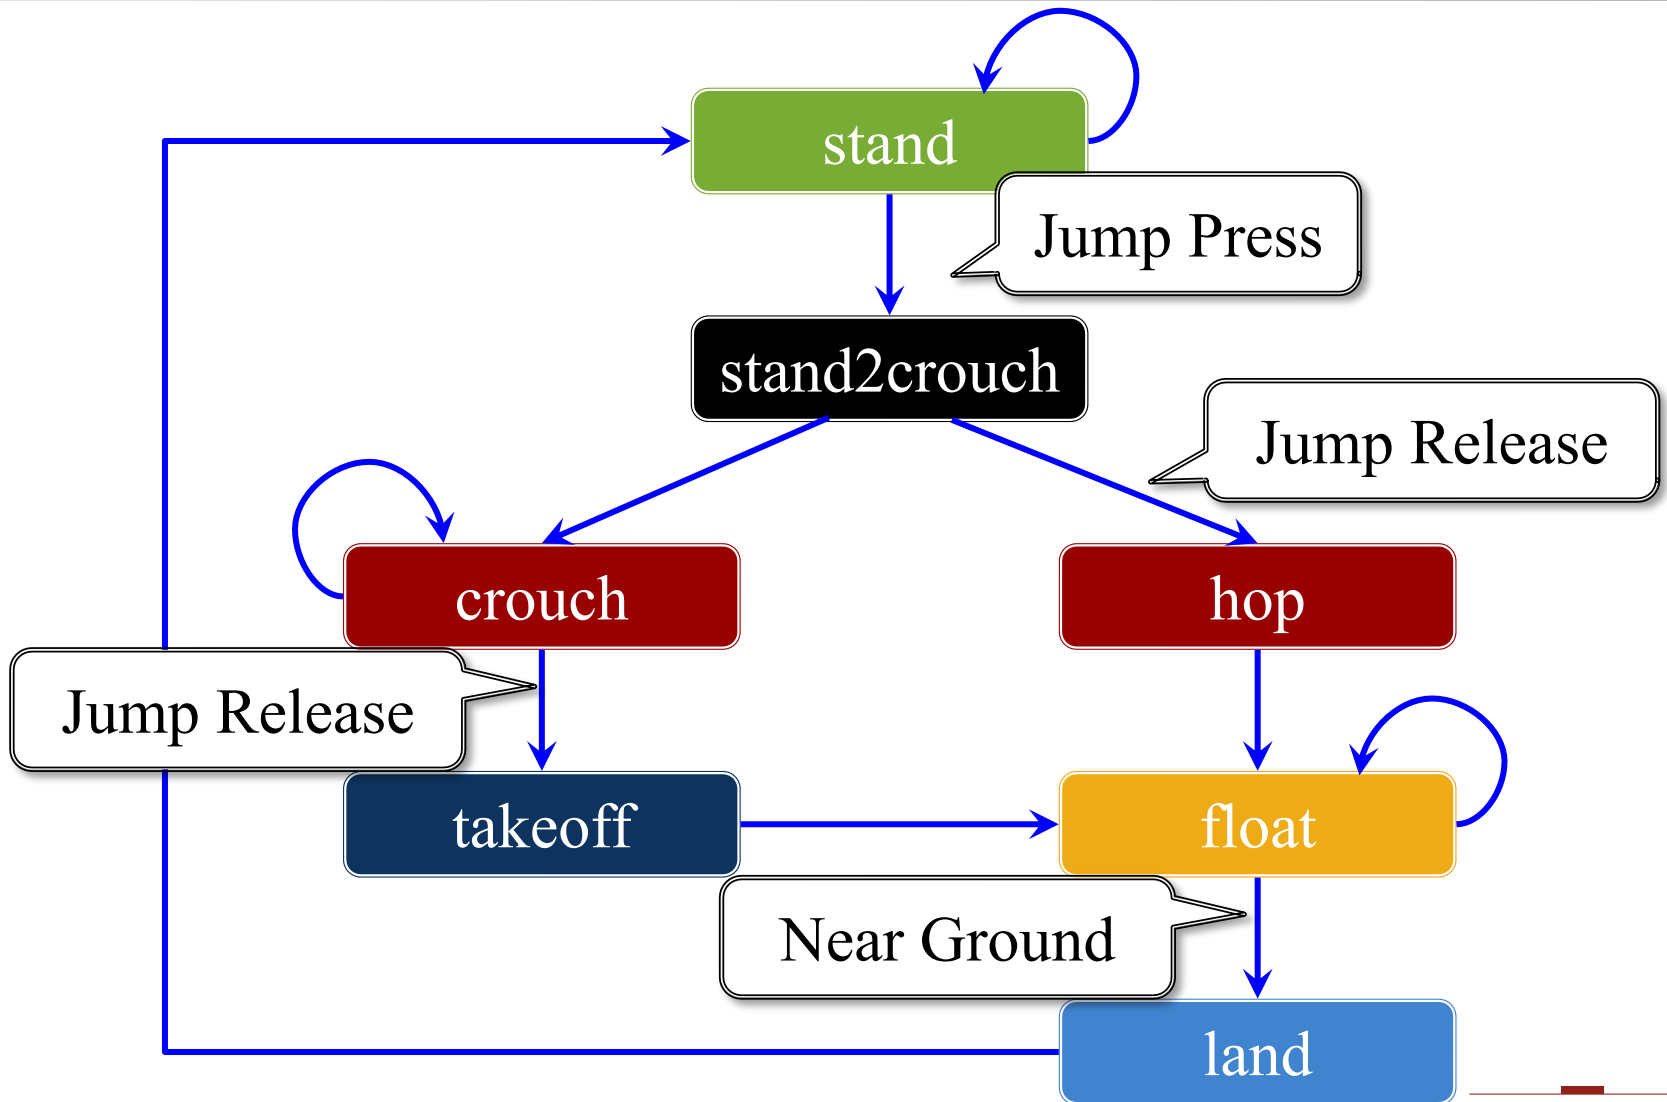 stand
Jump Press
stand2crouch
Jump Release
crouch
hop
Jump Release
takeoff
float
Near Ground
land